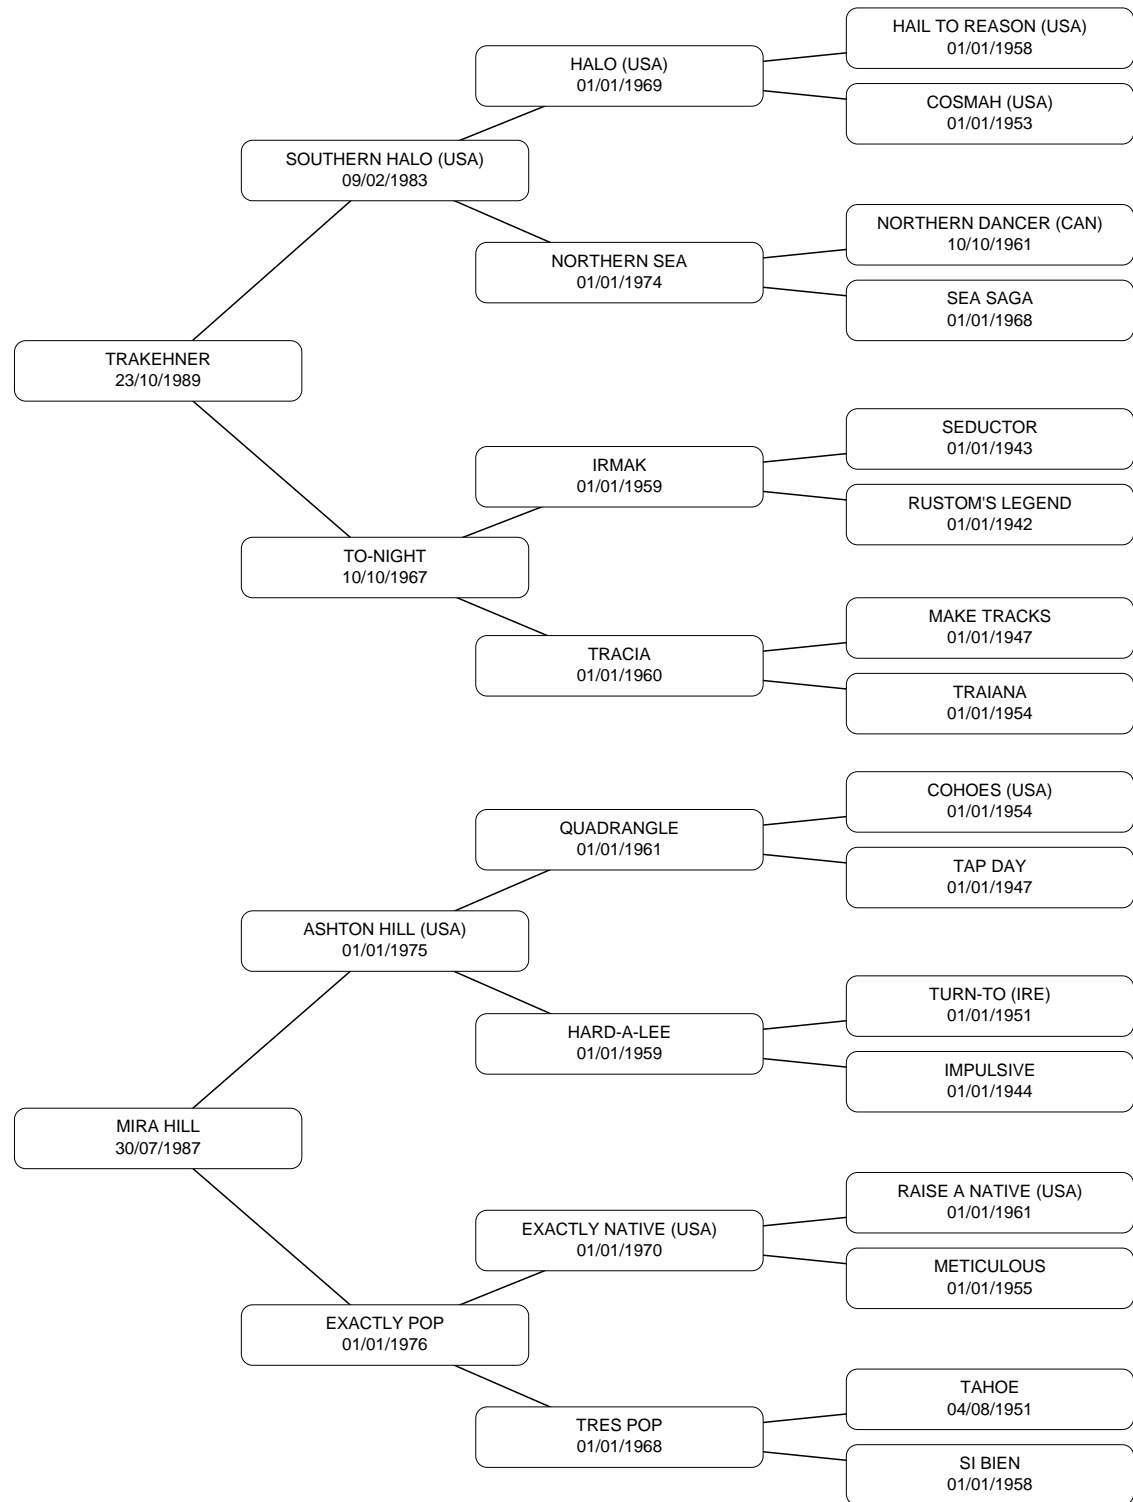 HAIL TO REASON (USA)
01/01/1958
HALO (USA)
01/01/1969
COSMAH (USA)
01/01/1953
SOUTHERN HALO (USA)
09/02/1983
NORTHERN DANCER (CAN)
10/10/1961
NORTHERN SEA
01/01/1974
SEA SAGA
01/01/1968
TRAKEHNER
23/10/1989
SEDUCTOR
01/01/1943
IRMAK
01/01/1959
RUSTOM'S LEGEND
01/01/1942
TO-NIGHT
10/10/1967
MAKE TRACKS
01/01/1947
TRACIA
01/01/1960
TRAIANA
01/01/1954
COHOES (USA)
01/01/1954
QUADRANGLE
01/01/1961
TAP DAY
01/01/1947
ASHTON HILL (USA)
01/01/1975
TURN-TO (IRE)
01/01/1951
HARD-A-LEE
01/01/1959
IMPULSIVE
01/01/1944
MIRA HILL
30/07/1987
RAISE A NATIVE (USA)
01/01/1961
EXACTLY NATIVE (USA)
01/01/1970
METICULOUS
01/01/1955
EXACTLY POP
01/01/1976
TAHOE
04/08/1951
TRES POP
01/01/1968
SI BIEN
01/01/1958